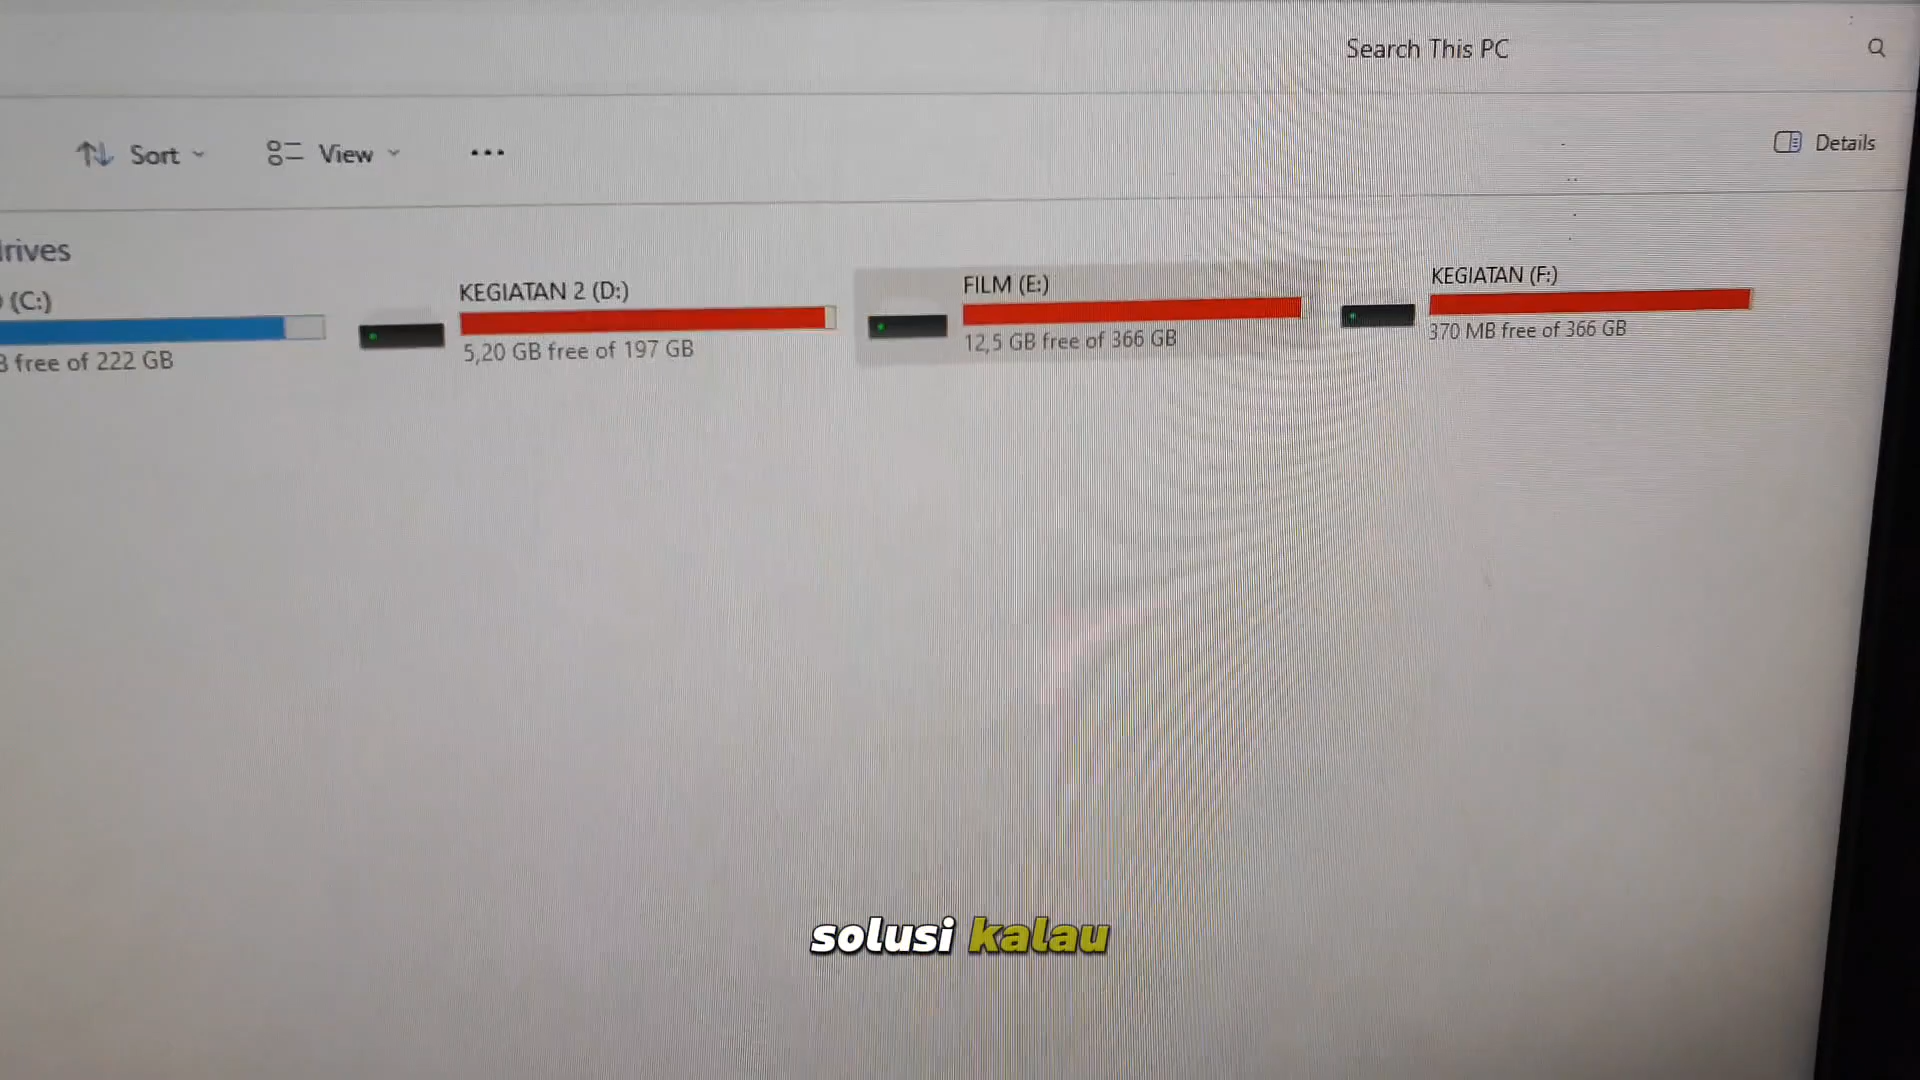 Search This PC
Sort
View
Details
drives
(C:)
free of 222 GB
KEGIATAN 2 (D:)
5,20 GB free of 197 GB
FILM (E:)
12,5 GB free of 366 GB
KEGIATAN (F:)
370 MB free of 366 GB
solusi kalau